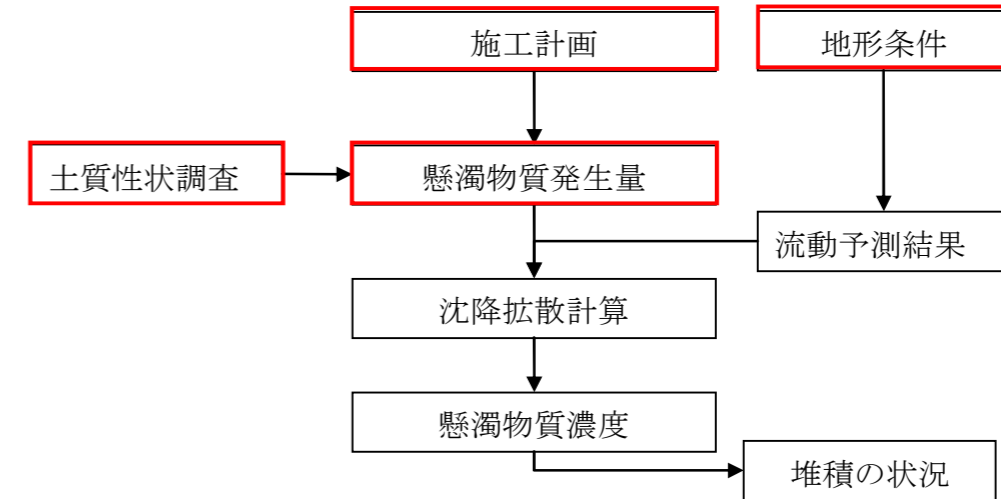 施工計画
地形条件
土質性状調査
懸濁物質発生量
流動予測結果
沈降拡散計算
懸濁物質濃度
堆積の状況